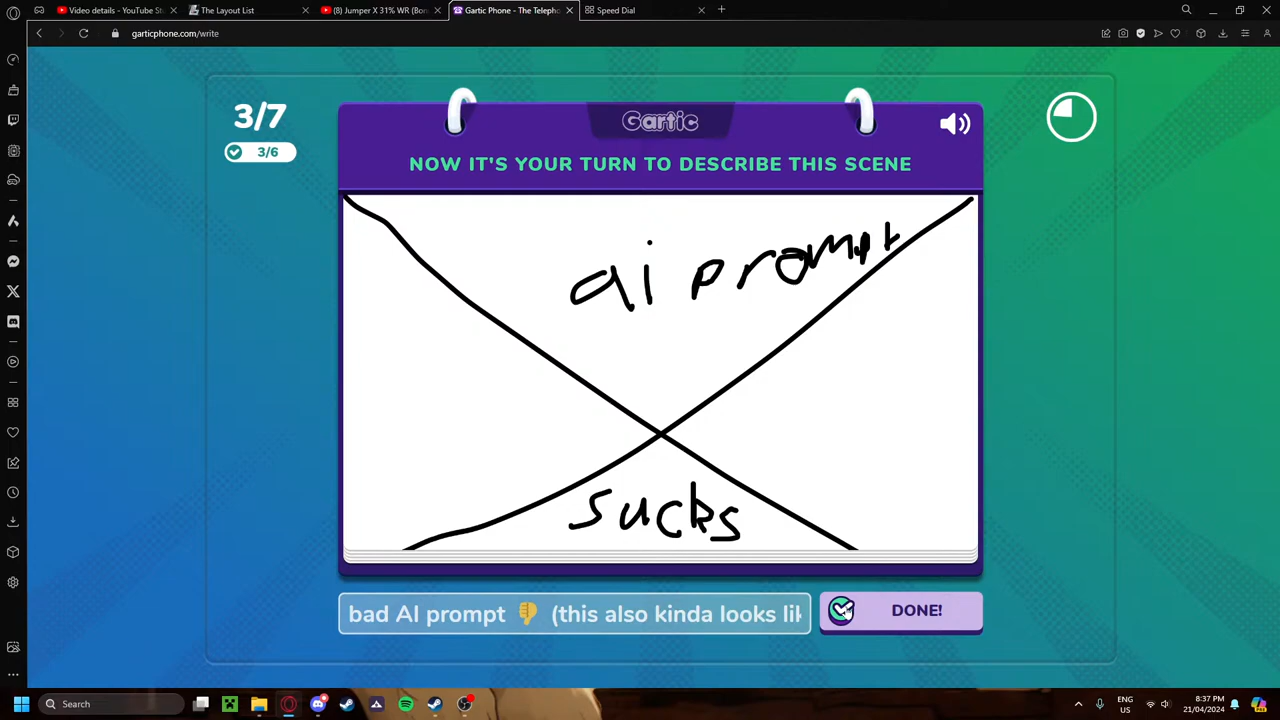 Video details - YouTube St
The Layout List
(8) Jumper X 31% WR (Bon
Gartic Phone - The Teleph
Speed Dial
garticphone.com/write
3/7
3/6
Gartic
NOW IT'S YOUR TURN TO DESCRIBE THIS SCENE
ai prompt
sucks
bad AI prompt 👎 (this also kinda looks lik
DONE!
Search
ENG
US
8:37 PM
21/04/2024